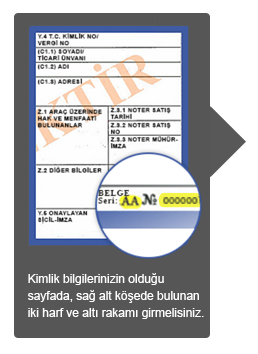 Y.4 T.C. KİMLİK NO/
VERGİ NO
(C1.1) SOYADI/
TİCARİ ÜNVANI
(C1.2) ADI
(C1.3) ADRESİ
Z.1 ARAÇ ÜZERİNDE
HAK VE MENFAATİ
BULUNANLAR
Z.3.1 NOTER SATIŞ
TARİHİ
Z.3.2 NOTER SATIŞ
NO
Z.3.3 NOTER MÜHÜR-
İMZA
Z.2 DİĞER BİLGİLER
Y.5 ONAYLAYAN
SİCİL-İMZA
BELGE
Seri: AA № 000000
Kimlik bilgilerinizin olduğu
sayfada, sağ alt köşede bulunan
iki harf ve altı rakamı girmelisiniz.